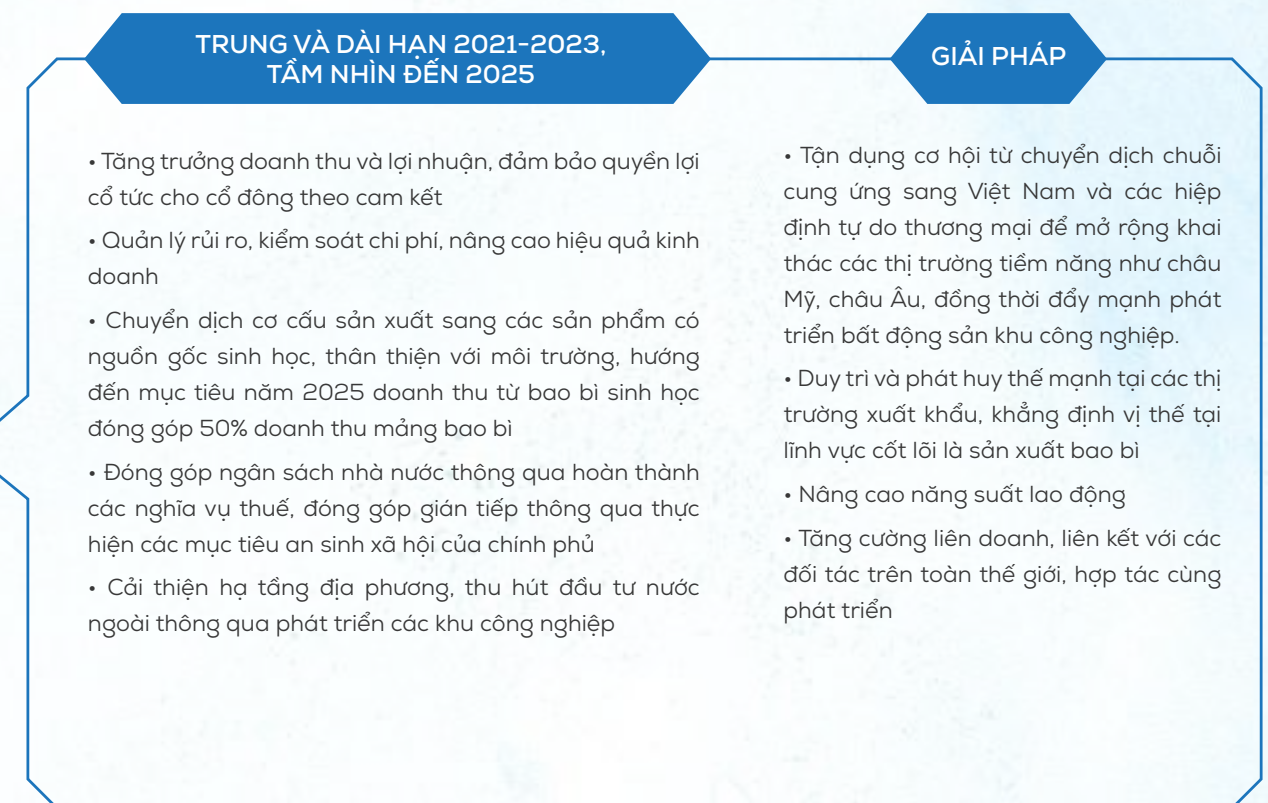 TRUNG VÀ DÀI HẠN 2021-2023,
TẦM NHÌN ĐẾN 2025
• Tăng trưởng doanh thu và lợi nhuận, đảm bảo quyền lợi
cổ tức cho cổ đông theo cam kết
• Quản lý rủi ro, kiểm soát chi phí, nâng cao hiệu quả kinh
doanh
• Chuyển dịch cơ cấu sản xuất sang các sản phẩm có
nguồn gốc sinh học, thân thiện với môi trường, hướng
đến mục tiêu năm 2025 doanh thu từ bao bì sinh học
đóng góp 50% doanh thu mảng bao bì
• Đóng góp ngân sách nhà nước thông qua hoàn thành
các nghĩa vụ thuế, đóng góp gián tiếp thông qua thực
hiện các mục tiêu an sinh xã hội của chính phủ
• Cải thiện hạ tầng địa phương, thu hút đầu tư nước
ngoài thông qua phát triển các khu công nghiệp
GIẢI PHÁP
• Tận dụng cơ hội từ chuyển dịch chuỗi
cung ứng sang Việt Nam và các hiệp
định tự do thương mại để mở rộng khai
thác các thị trường tiềm năng như châu
Mỹ, châu Âu, đồng thời đẩy mạnh phát
triển bất động sản khu công nghiệp.
• Duy trì và phát huy thế mạnh tại các thị
trường xuất khẩu, khẳng định vị thế tại
lĩnh vực cốt lõi là sản xuất bao bì
• Nâng cao năng suất lao động
• Tăng cường liên doanh, liên kết với các
đối tác trên toàn thế giới, hợp tác cùng
phát triển